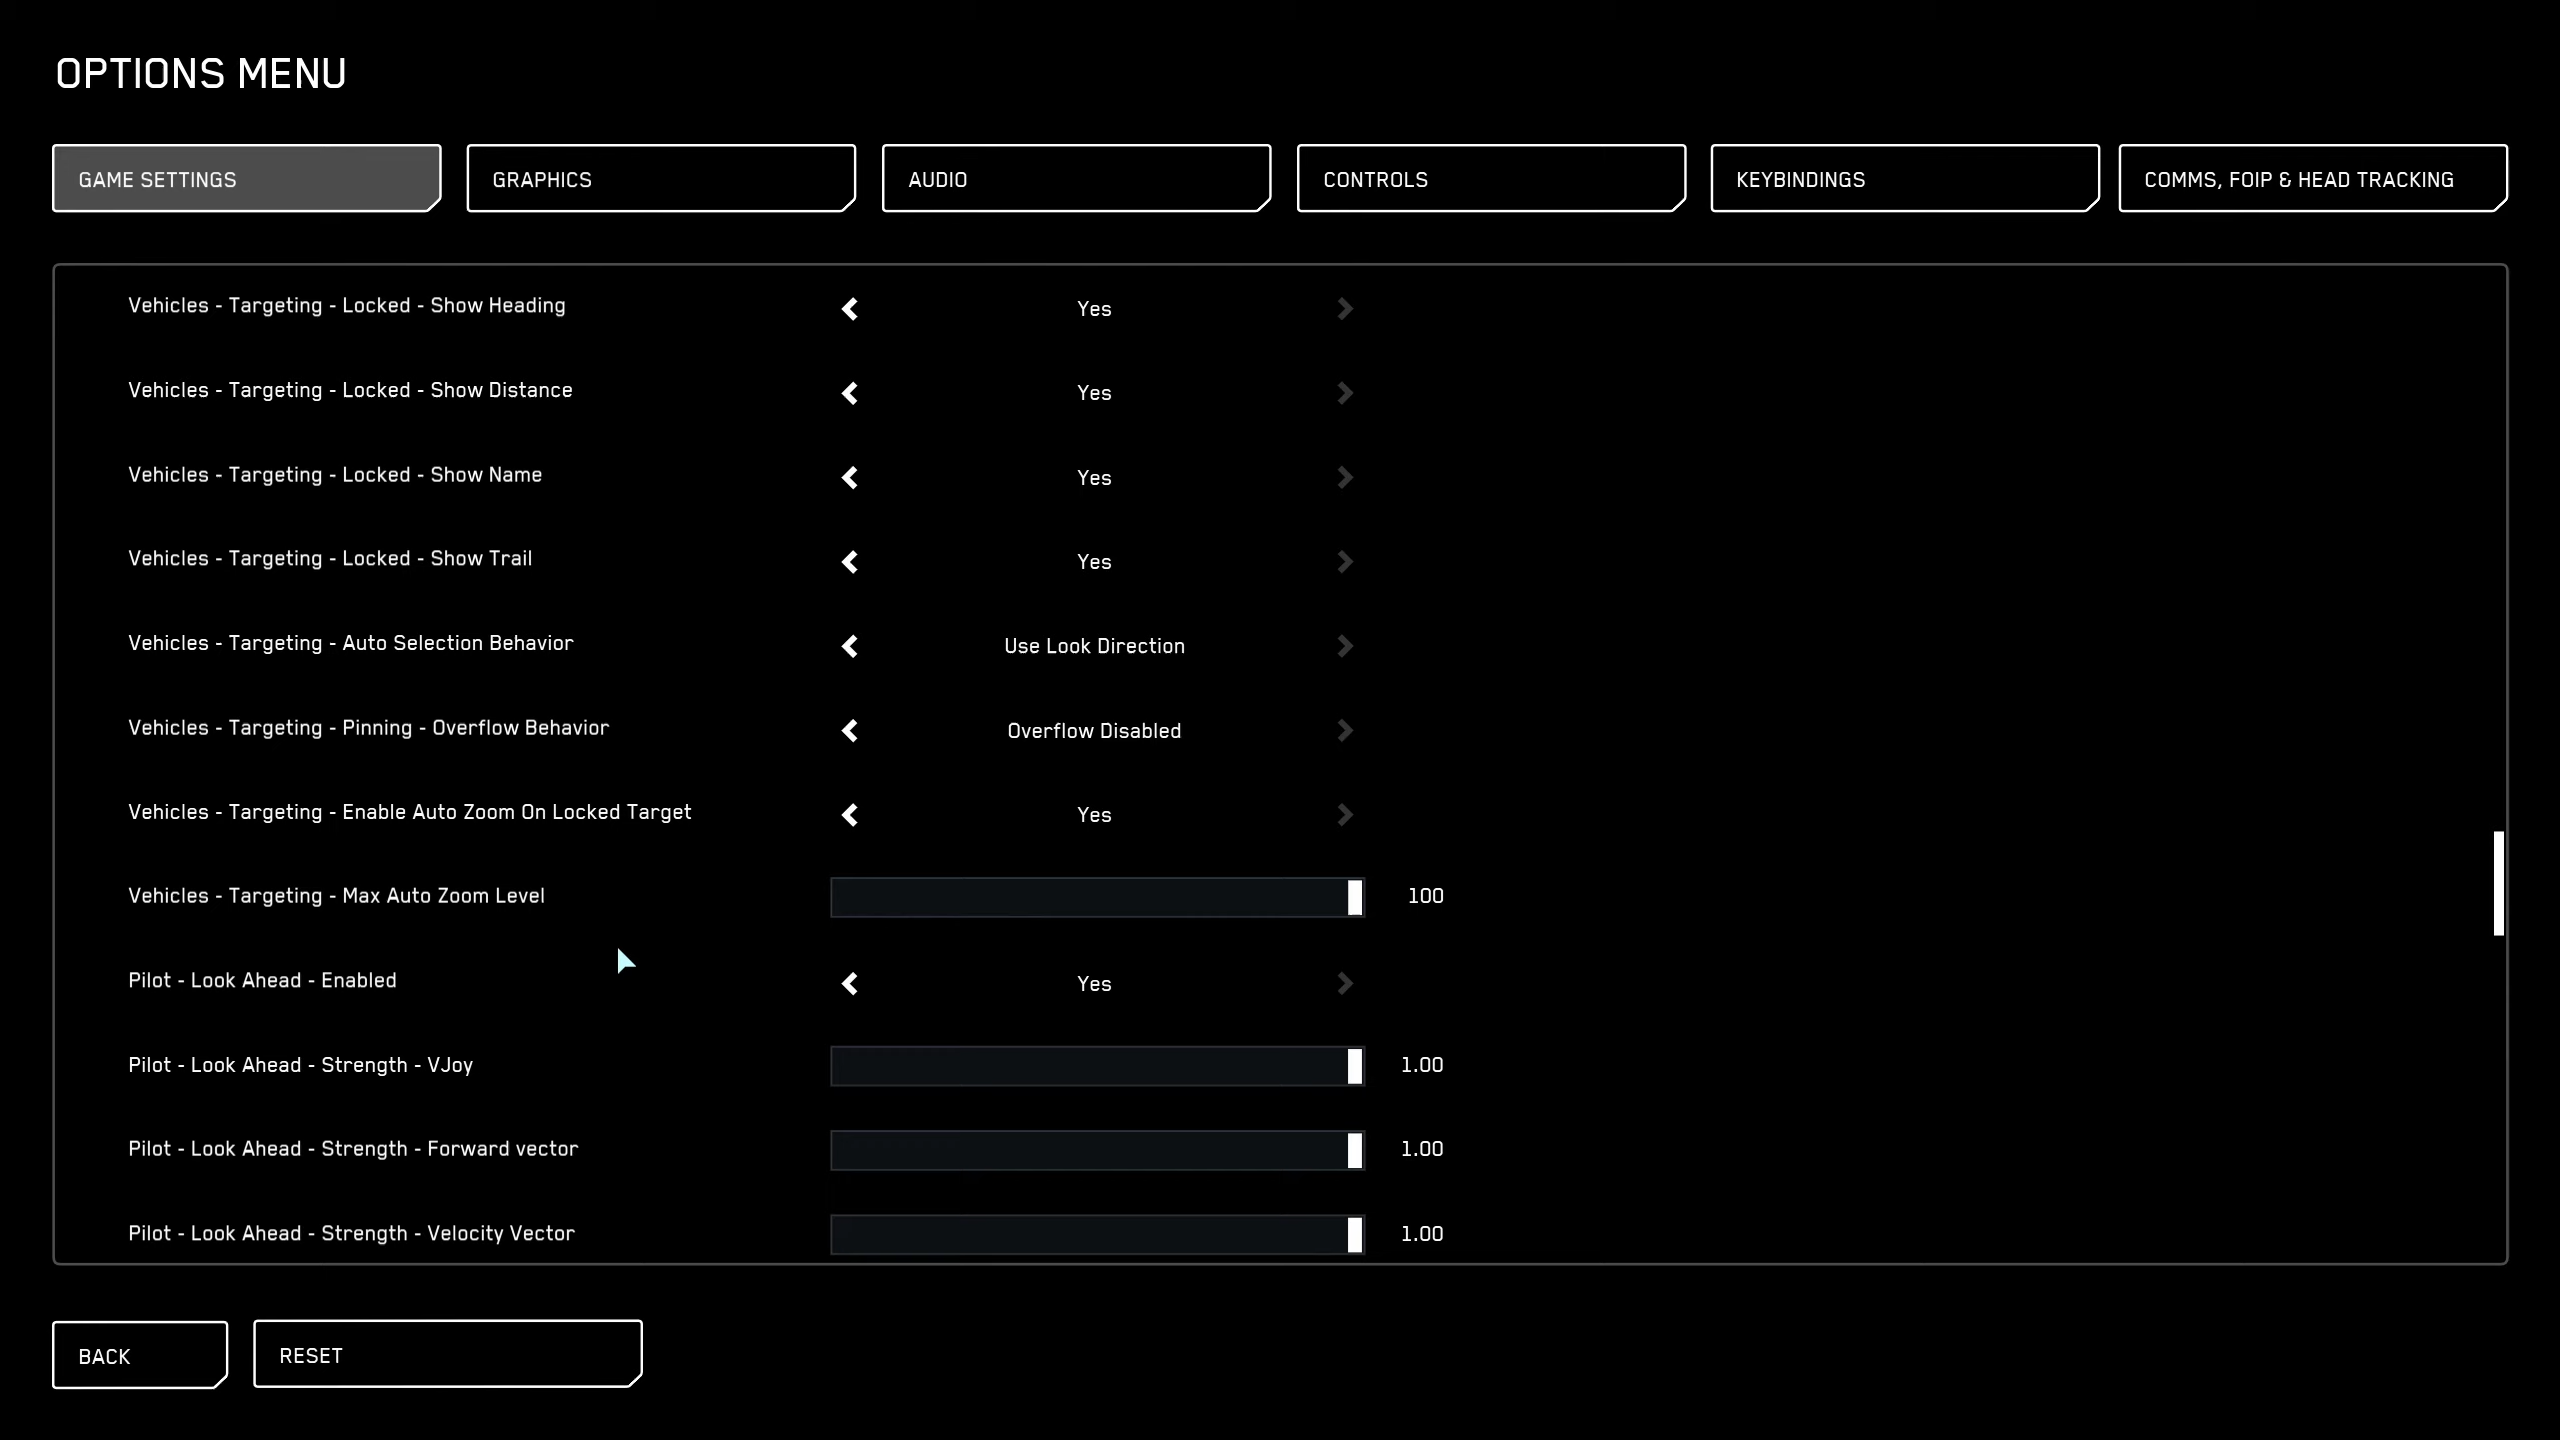 OPTIONS MENU
GAME SETTINGS
GRAPHICS
AUDIO
CONTROLS
KEYBINDINGS
COMMS, FOIP & HEAD TRACKING
Vehicles - Targeting - Locked - Show Heading
Yes
Vehicles - Targeting - Locked - Show Distance
Yes
Vehicles - Targeting - Locked - Show Name
Yes
Vehicles - Targeting - Locked - Show Trail
Yes
Vehicles - Targeting - Auto Selection Behavior
Use Look Direction
Vehicles - Targeting - Pinning - Overflow Behavior
Overflow Disabled
Vehicles - Targeting - Enable Auto Zoom On Locked Target
Yes
Vehicles - Targeting - Max Auto Zoom Level
100
Pilot - Look Ahead - Enabled
Yes
Pilot - Look Ahead - Strength - VJoy
1.00
Pilot - Look Ahead - Strength - Forward vector
1.00
Pilot - Look Ahead - Strength - Velocity Vector
1.00
BACK
RESET